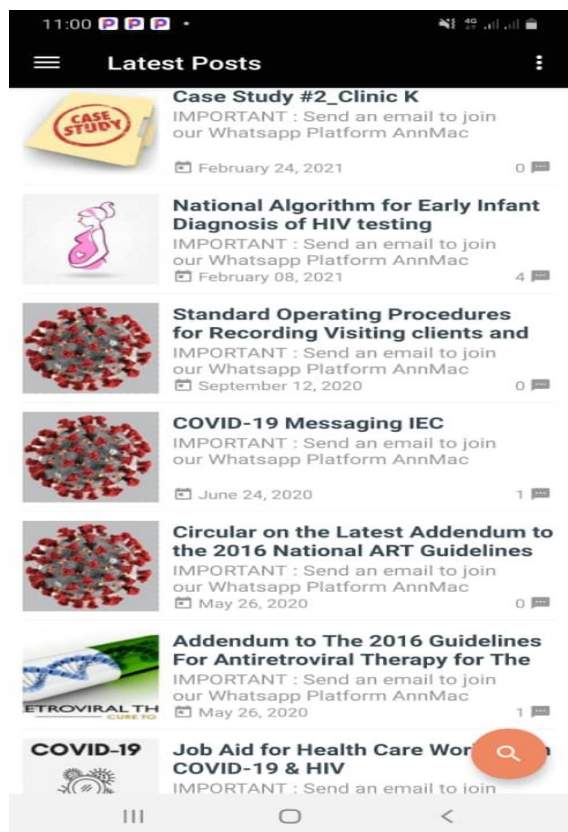 11:00
4G
Latest Posts
CASE
STUDY
Case Study #2_Clinic K
IMPORTANT : Send an email to join
our Whatsapp Platform AnnMac
February 24, 2021
0
National Algorithm for Early Infant
Diagnosis of HIV testing
IMPORTANT : Send an email to join
our Whatsapp Platform AnnMac
February 08, 2021
4
Standard Operating Procedures
for Recording Visiting clients and
IMPORTANT : Send an email to join
our Whatsapp Platform AnnMac
September 12, 2020
0
COVID-19 Messaging IEC
IMPORTANT : Send an email to join
our Whatsapp Platform AnnMac
June 24, 2020
1
Circular on the Latest Addendum to
the 2016 National ART Guidelines
IMPORTANT : Send an email to join
our Whatsapp Platform AnnMac
May 26, 2020
0
ETROVIRAL TH
CURE TO
Addendum to The 2016 Guidelines
For Antiretroviral Therapy for The
IMPORTANT : Send an email to join
our Whatsapp Platform AnnMac
May 26, 2020
1
COVID-19
Job Aid for Health Care Wor
COVID-19 & HIV
IMPORTANT : Send an email to join